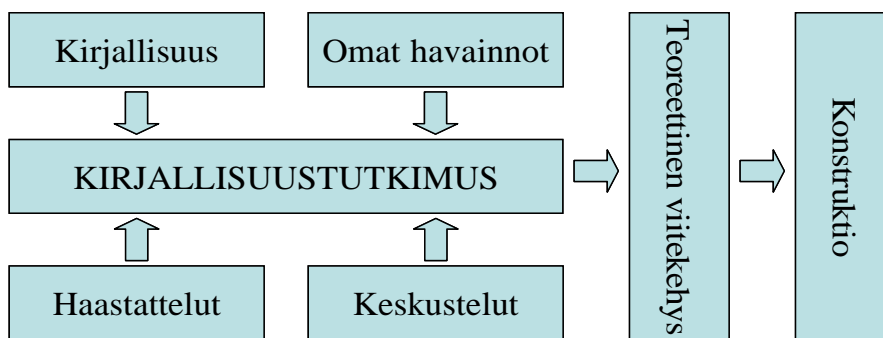 Kirjallisuus
Omat havainnot
KIRJALLISUUSTUTKIMUS
Haastattelut
Keskustelut
Teoreettinen viitekehys
Konstruktio